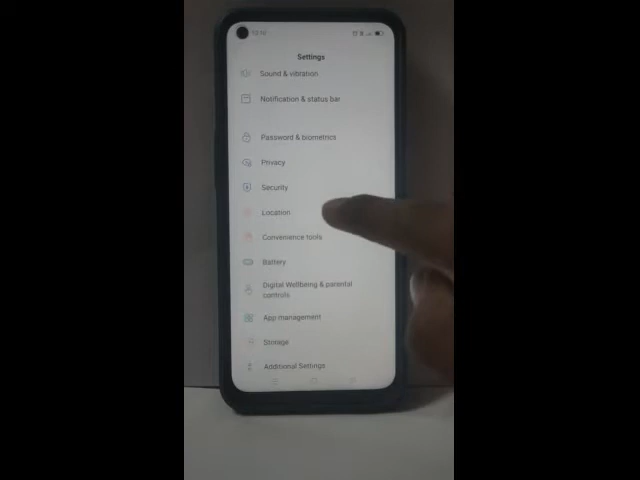 Settings
Sound & vibration
Notification & status bar
Password & biometrics
Privacy
Security
Location
Convenience tools
Battery
Digital Wellbeing & parental
controls
App management
Storage
Additional Settings